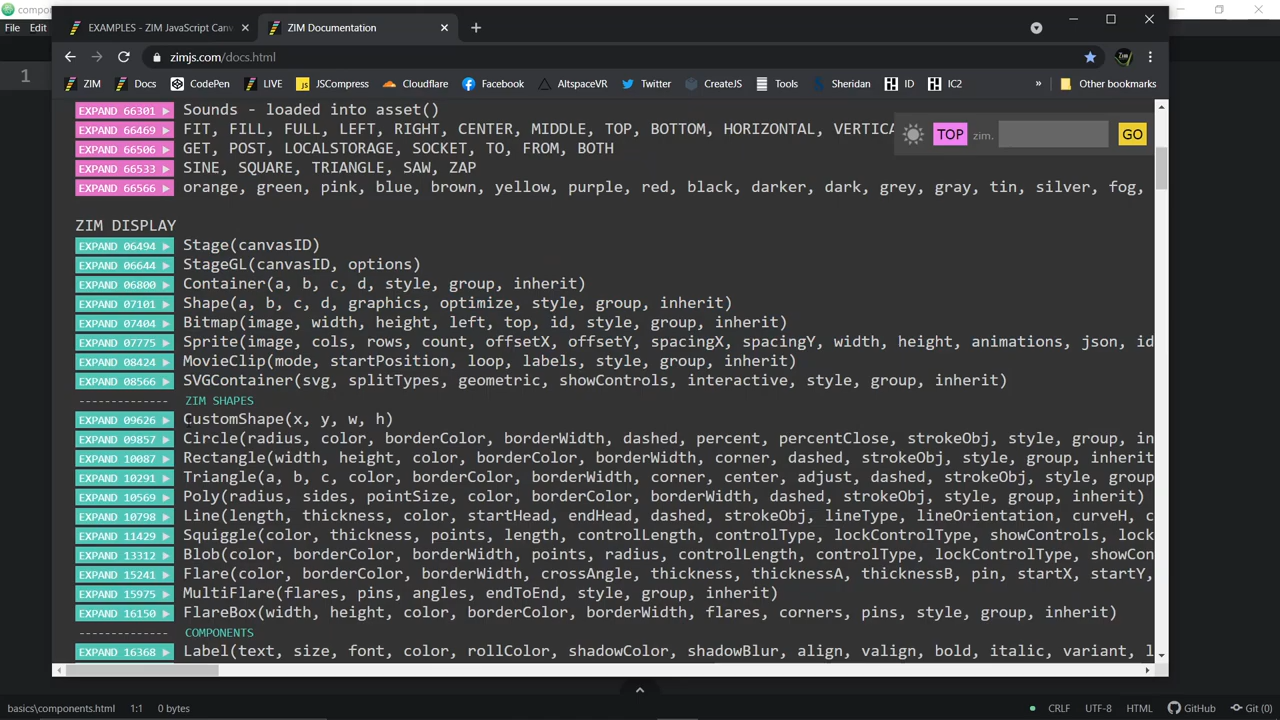 compo
File Edit
EXAMPLES - ZIM JavaScript Canv
ZIM Documentation
zimjs.com/docs.html
ZIM Docs CodePen LIVE JSCompress Cloudflare Facebook AltspaceVR Twitter CreateJS Tools Sheridan ID IC2 » Other bookmarks
1
EXPAND 66301 Sounds - loaded into asset()
EXPAND 66469 FIT, FILL, FULL, LEFT, RIGHT, CENTER, MIDDLE, TOP, BOTTOM, HORIZONTAL, VERTICA
TOP zim. GO
EXPAND 66506 GET, POST, LOCALSTORAGE, SOCKET, TO, FROM, BOTH
EXPAND 66533 SINE, SQUARE, TRIANGLE, SAW, ZAP
EXPAND 66566 orange, green, pink, blue, brown, yellow, purple, red, black, darker, dark, grey, gray, tin, silver, fog,
ZIM DISPLAY
EXPAND 06494 Stage(canvasID)
EXPAND 06644 StageGL(canvasID, options)
EXPAND 06800 Container(a, b, c, d, style, group, inherit)
EXPAND 07101 Shape(a, b, c, d, graphics, optimize, style, group, inherit)
EXPAND 07404 Bitmap(image, width, height, left, top, id, style, group, inherit)
EXPAND 07775 Sprite(image, cols, rows, count, offsetX, offsetY, spacingX, spacingY, width, height, animations, json, id
EXPAND 08424 MovieClip(mode, startPosition, loop, labels, style, group, inherit)
EXPAND 08566 SVGContainer(svg, splitTypes, geometric, showControls, interactive, style, group, inherit)
-------------- ZIM SHAPES
EXPAND 09626 CustomShape(x, y, w, h)
EXPAND 09857 Circle(radius, color, borderColor, borderWidth, dashed, percent, percentClose, strokeObj, style, group, in
EXPAND 10087 Rectangle(width, height, color, borderColor, borderWidth, corner, dashed, strokeObj, style, group, inherit
EXPAND 10291 Triangle(a, b, c, color, borderColor, borderWidth, corner, center, adjust, dashed, strokeObj, style, group
EXPAND 10569 Poly(radius, sides, pointSize, color, borderColor, borderWidth, dashed, strokeObj, style, group, inherit)
EXPAND 10798 Line(length, thickness, color, startHead, endHead, dashed, strokeObj, lineType, lineOrientation, curveH, c
EXPAND 11429 Squiggle(color, thickness, points, length, controlLength, controlType, lockControlType, showControls, lock
EXPAND 13312 Blob(color, borderColor, borderWidth, points, radius, controlLength, controlType, lockControlType, showCon
EXPAND 15241 Flare(color, borderColor, borderWidth, crossAngle, thickness, thicknessA, thicknessB, pin, startX, startY,
EXPAND 15975 MultiFlare(flares, pins, angles, endToEnd, style, group, inherit)
EXPAND 16150 FlareBox(width, height, color, borderColor, borderWidth, flares, corners, pins, style, group, inherit)
-------------- COMPONENTS
EXPAND 16368 Label(text, size, font, color, rollColor, shadowColor, shadowBlur, align, valign, bold, italic, variant, l
basics\components.html 1:1 0 bytes CRLF UTF-8 HTML GitHub Git (0)